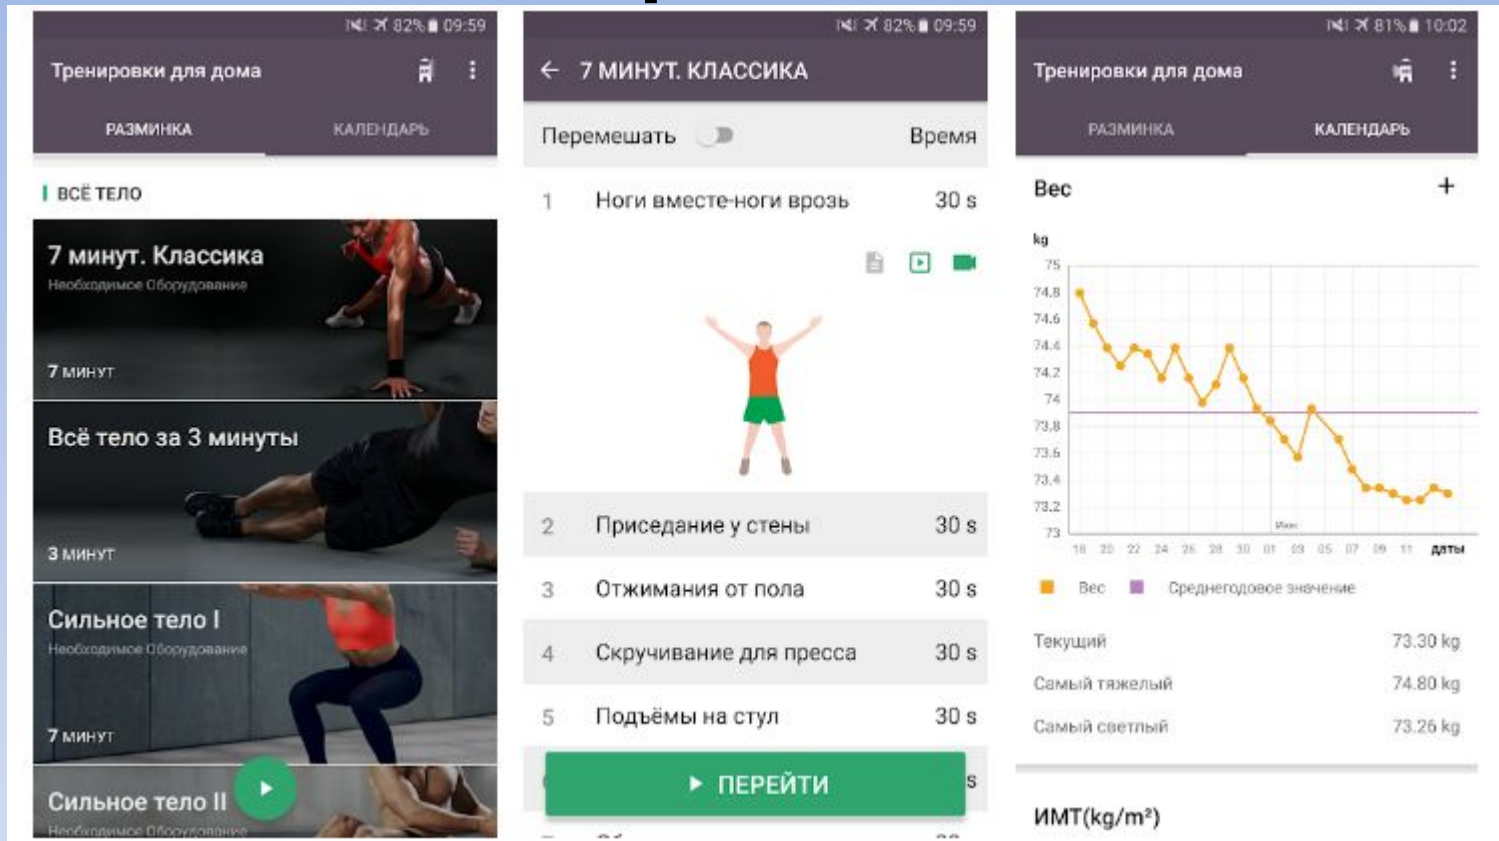 82% 09:59
Тренировки для дома
РАЗМИНКА КАЛЕНДАРЬ
ВСЁ ТЕЛО
7 минут. Классика
Необходимое Оборудование
7 минут
Всё тело за 3 минуты
3 минут
Сильное тело I
Необходимое Оборудование
7 минут
Сильное тело II
Необходимое Оборудование
82% 09:59
7 МИНУТ. КЛАССИКА
Перемешать Время
1 Ноги вместе-ноги врозь 30 s
2 Приседание у стены 30 s
3 Отжимания от пола 30 s
4 Скручивание для пресса 30 s
5 Подъёмы на стул 30 s
ПЕРЕЙТИ
s
81% 10:02
Тренировки для дома
РАЗМИНКА КАЛЕНДАРЬ
Вес +
kg
75
74.8
74.6
74.4
74.2
74
73.8
73.6
73.4
73.2
73
Июн.
18 20 22 24 26 28 30 01 03 05 07 09 11 даты
Вес Среднегодовое значение
Текущий 73.30 kg
Самый тяжелый 74.80 kg
Самый светлый 73.26 kg
ИМТ(kg/m²)